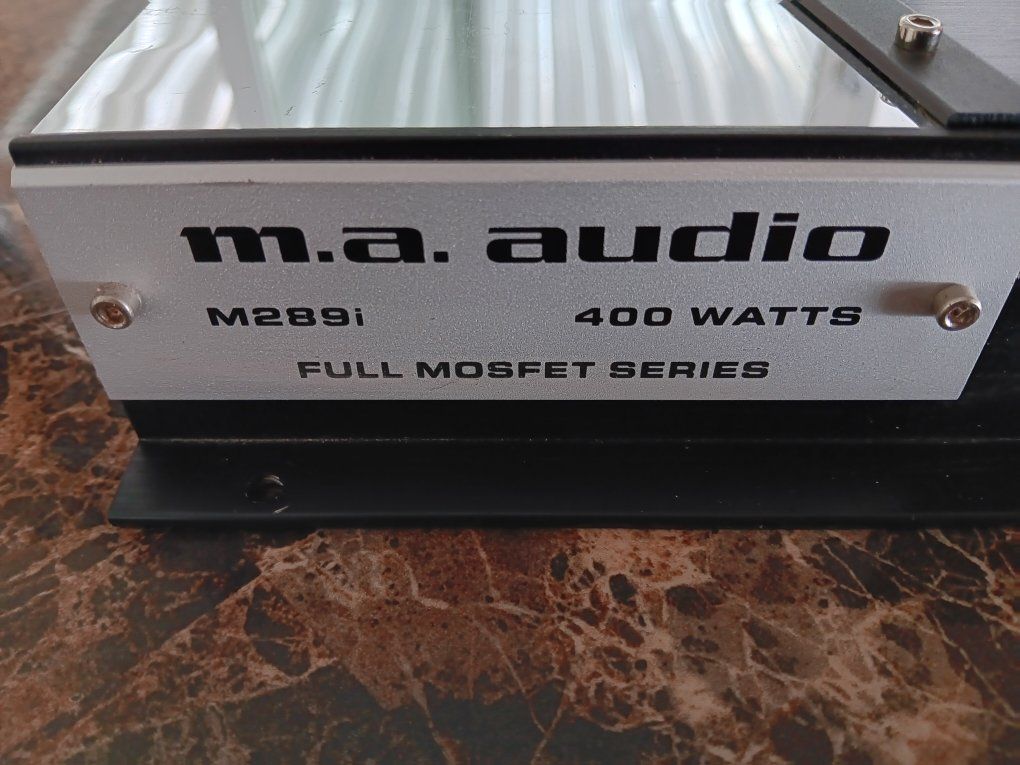 m.a. audio
M289i 400 WATTS
FULL MOSFET SERIES